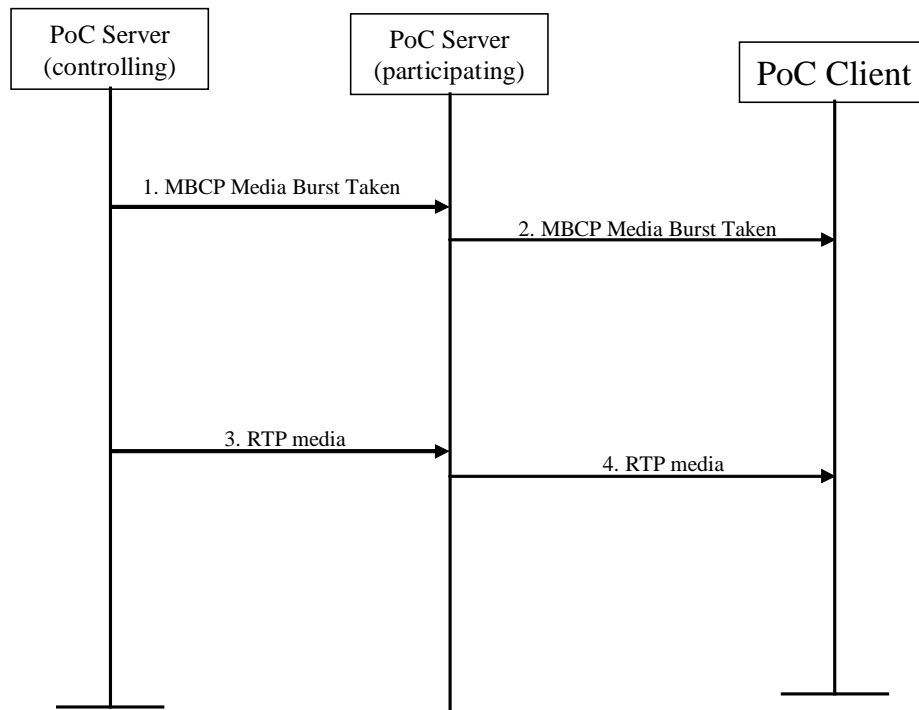 PoC Server
(controlling)
PoC Server
(participating)
PoC Client
1. MBCP Media Burst Taken
2. MBCP Media Burst Taken
3. RTP media
4. RTP media